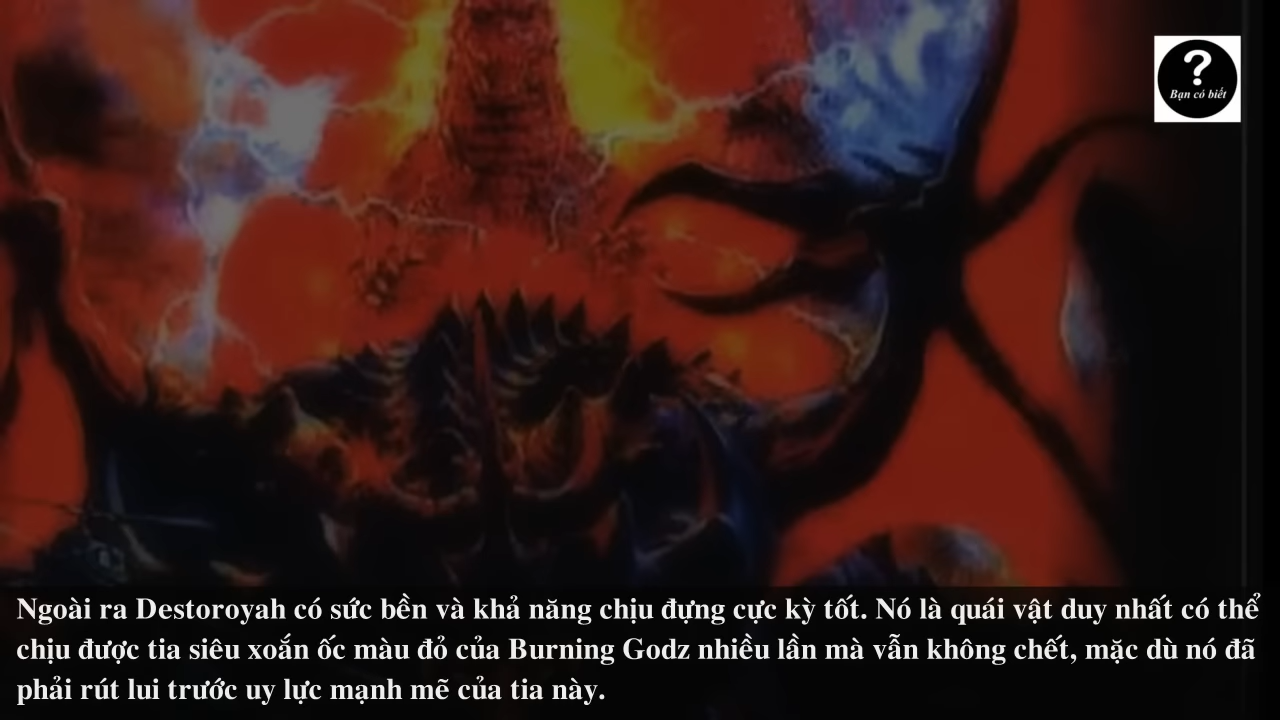 ?
Bạn có biết
Ngoài ra Destoroyah có sức bền và khả năng chịu đựng cực kỳ tốt. Nó là quái vật duy nhất có thể
chịu được tia siêu xoắn ốc màu đỏ của Burning Godz nhiều lần mà vẫn không chết, mặc dù nó đã
phải rút lui trước uy lực mạnh mẽ của tia này.